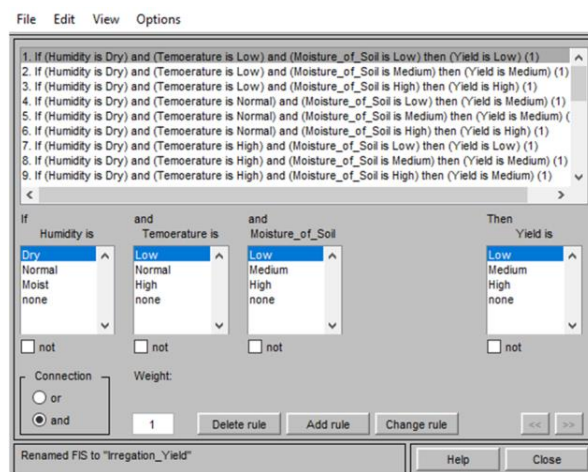 File Edit View Options
1. If (Humidity is Dry) and (Temoerature is Low) and (Moisture_of_Soil is Low) then (Yield is Low) (1)
2. If (Humidity is Dry) and (Temoerature is Low) and (Moisture_of_Soil is Medium) then (Yield is Medium) (1)
3. If (Humidity is Dry) and (Temoerature is Low) and (Moisture_of_Soil is High) then (Yield is High) (1)
4. If (Humidity is Dry) and (Temoerature is Normal) and (Moisture_of_Soil is Low) then (Yield is Medium) (1)
5. If (Humidity is Dry) and (Temoerature is Normal) and (Moisture_of_Soil is Medium) then (Yield is Medium) (
6. If (Humidity is Dry) and (Temoerature is Normal) and (Moisture_of_Soil is High) then (Yield is High) (1)
7. If (Humidity is Dry) and (Temoerature is High) and (Moisture_of_Soil is Low) then (Yield is Low) (1)
8. If (Humidity is Dry) and (Temoerature is High) and (Moisture_of_Soil is Medium) then (Yield is Medium) (1)
9. If (Humidity is Dry) and (Temoerature is High) and (Moisture_of_Soil is High) then (Yield is Medium) (1)
If and and Then
Humidity is Temoerature is Moisture_of_Soil Yield is
Dry Low Low Low
Normal Normal Medium Medium
Moist High High High
none none none none
not not not not
Connection Weight:
or
and 1 Delete rule Add rule Change rule << >>
Renamed FIS to "Irregation_Yield" Help Close